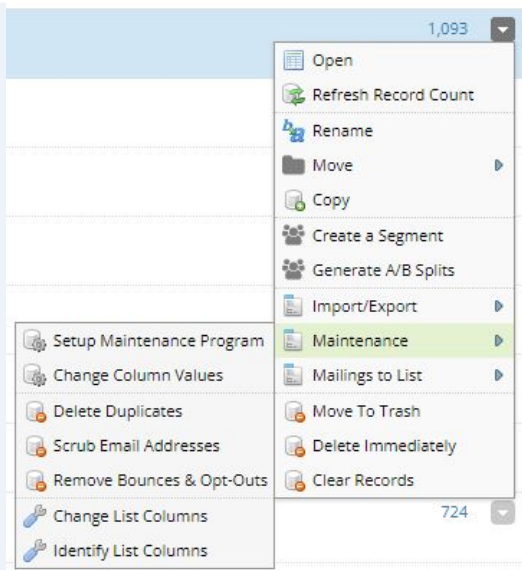 1,093
Open
Refresh Record Count
Rename
Move
Copy
Create a Segment
Generate A/B Splits
Import/Export
Maintenance
Mailings to List
Move To Trash
Delete Immediately
Clear Records
Setup Maintenance Program
Change Column Values
Delete Duplicates
Scrub Email Addresses
Remove Bounces & Opt-Outs
Change List Columns
Identify List Columns
724